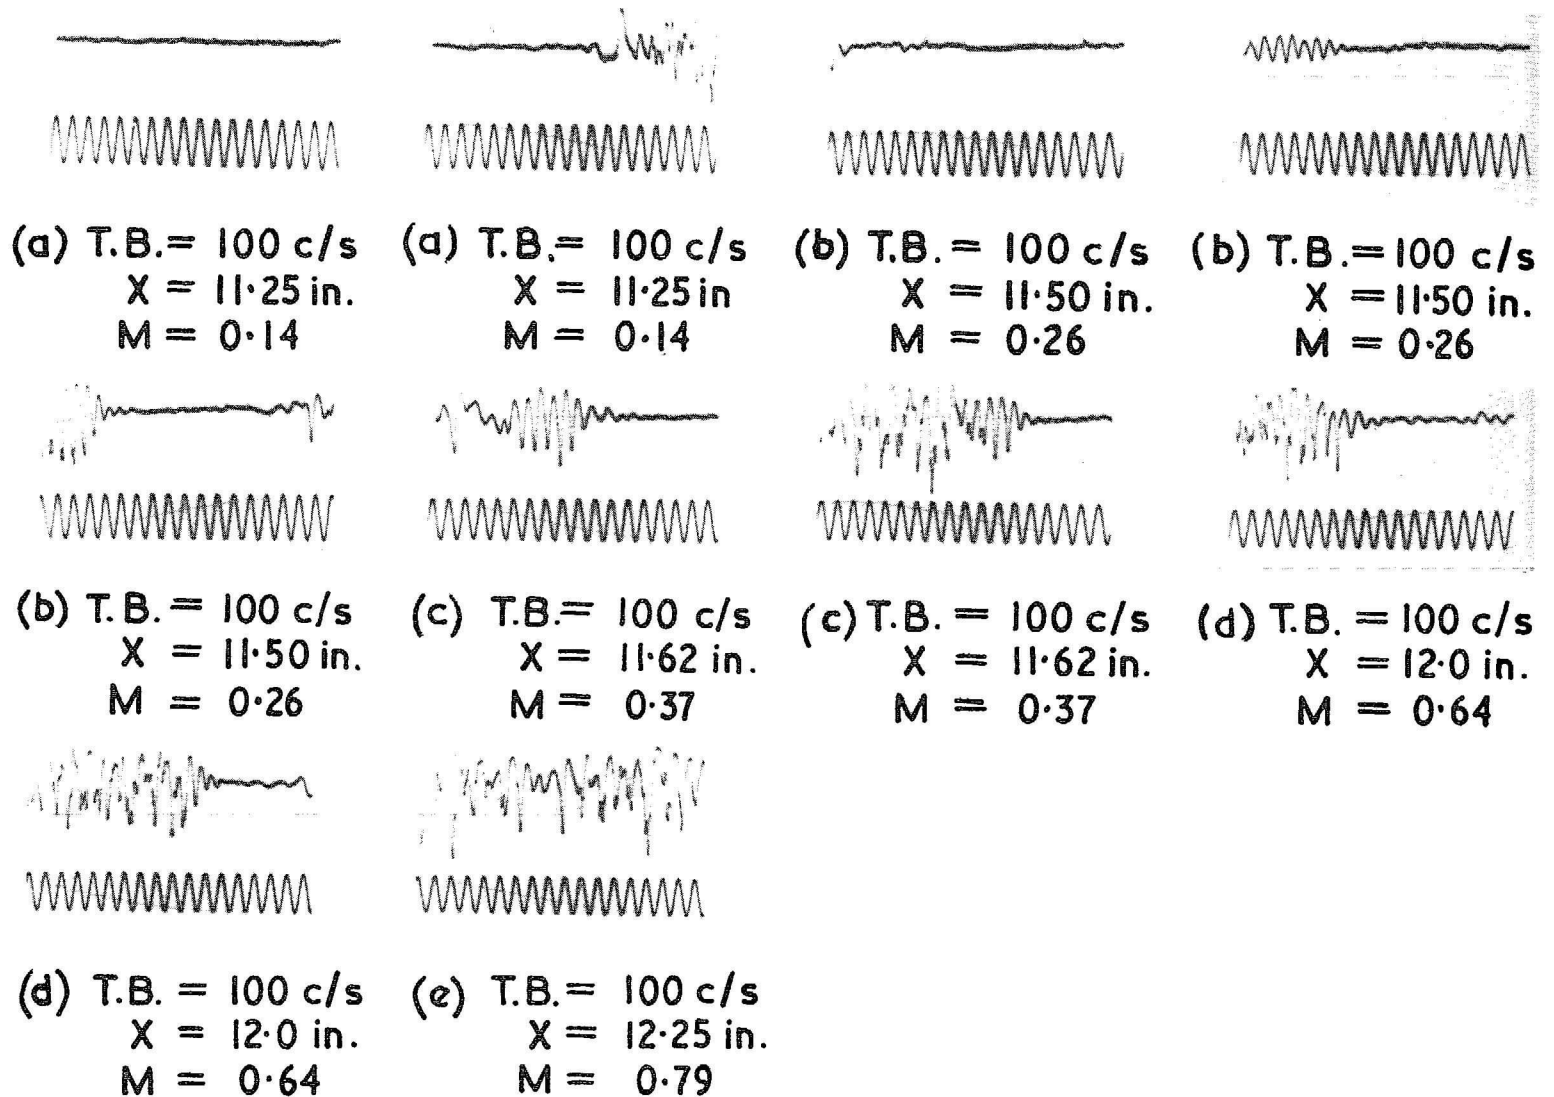 (a) T.B.= 100 c/s
X = 11·25 in.
M = 0·14
(a) T.B.= 100 c/s
X = 11·25 in
M = 0·14
(b) T.B. = 100 c/s
X = 11·50 in.
M = 0·26
(b) T.B.=100 c/s
X =11·50 in.
M = 0·26
(b) T.B. = 100 c/s
X = 11·50 in.
M = 0·26
(c) T.B.= 100 c/s
X = 11·62 in.
M = 0·37
(c) T.B. = 100 c/s
X = 11·62 in.
M = 0·37
(d) T.B. =100 c/s
X = 12·0 in.
M = 0·64
(d) T.B. = 100 c/s
X = 12·0 in.
M = 0·64
(e) T.B.= 100 c/s
X = 12·25 in.
M = 0·79